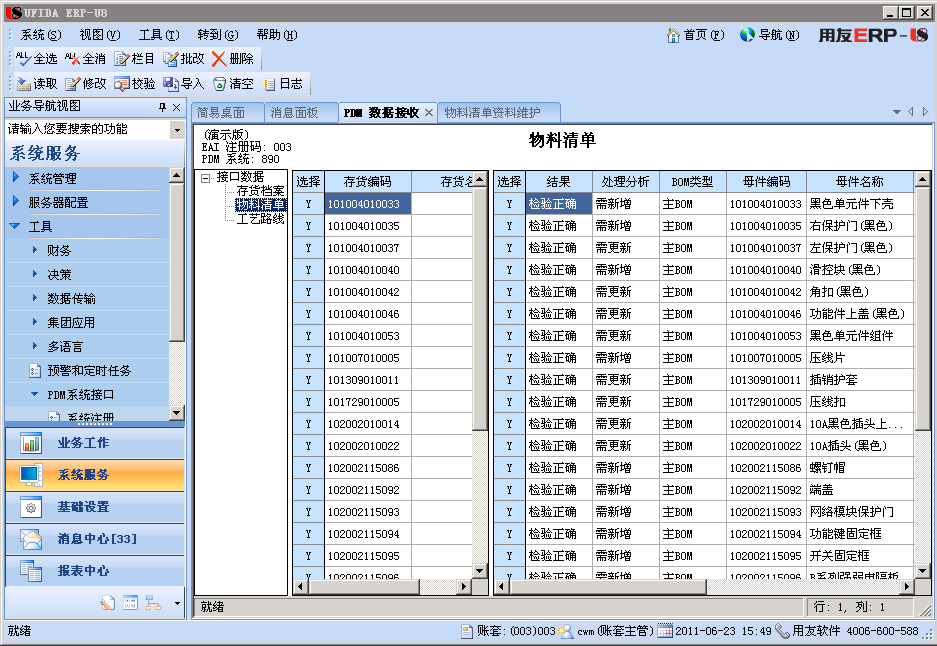 UFIDA ERP-U8
系统(S) 视图(V) 工具(T) 转到(G) 帮助(H) 首页(P) 导航(N) 用友ERP-U8
ALL全选 ALL全消 栏目 批改 删除
读取 修改 校验 导入 清空 日志
业务导航视图
请输入您要搜索的功能
系统服务
系统管理
服务器配置
工具
财务
决策
数据传输
集团应用
多语言
预警和定时任务
PDM系统接口
系统注册
业务工作
系统服务
基础设置
消息中心[33]
报表中心
简易桌面 消息面板 PDM 数据接收 物料清单资料维护
(演示版)
EAI 注册码: 003
PDM 系统: 890
物料清单
接口数据
存货档案
物料清单
工艺路线
选择 存货编码 存货名
Y 101004010033
Y 101004010035
Y 101004010037
Y 101004010040
Y 101004010042
Y 101004010046
Y 101004010053
Y 101007010005
Y 101309010011
Y 101729010005
Y 102002010014
Y 102002010022
Y 102002115086
Y 102002115092
Y 102002115093
Y 102002115094
Y 102002115095
Y 102002115096
选择 结果 处理分析 BOM类型 母件编码 母件名称
Y 检验正确 需新增 主BOM 101004010033 黑色单元件下壳
Y 检验正确 需新增 主BOM 101004010035 右保护门(黑色)
Y 检验正确 需更新 主BOM 101004010037 左保护门(黑色)
Y 检验正确 需新增 主BOM 101004010040 滑控块(黑色)
Y 检验正确 需更新 主BOM 101004010042 角扣(黑色)
Y 检验正确 需更新 主BOM 101004010046 功能件上盖(黑色)
Y 检验正确 需更新 主BOM 101004010053 黑色单元件组件
Y 检验正确 需新增 主BOM 101007010005 压线片
Y 检验正确 需更新 主BOM 101309010011 插销护套
Y 检验正确 需更新 主BOM 101729010005 压线扣
Y 检验正确 需更新 主BOM 102002010014 10A黑色插头上...
Y 检验正确 需更新 主BOM 102002010022 10A插头(黑色)
Y 检验正确 需新增 主BOM 102002115086 螺钉帽
Y 检验正确 需新增 主BOM 102002115092 端盖
Y 检验正确 需新增 主BOM 102002115093 网络模块保护门
Y 检验正确 需新增 主BOM 102002115094 功能键固定框
Y 检验正确 需新增 主BOM 102002115095 开关固定框
Y 检验正确 需新增 主BOM 102002115096 B系列强弱电隔板
就绪 行: 1, 列: 1
就绪 账套: (003)003 cwm (账套主管) 2011-06-23 15:49 用友软件 4006-600-588